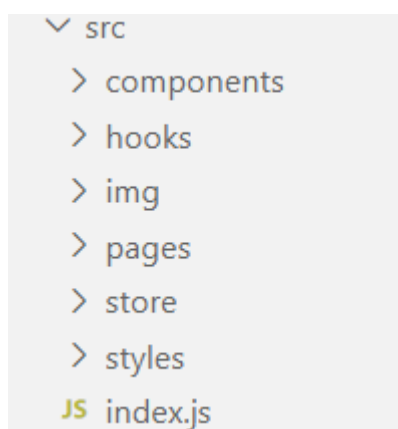 src
components
hooks
img
pages
store
styles
JS index.js